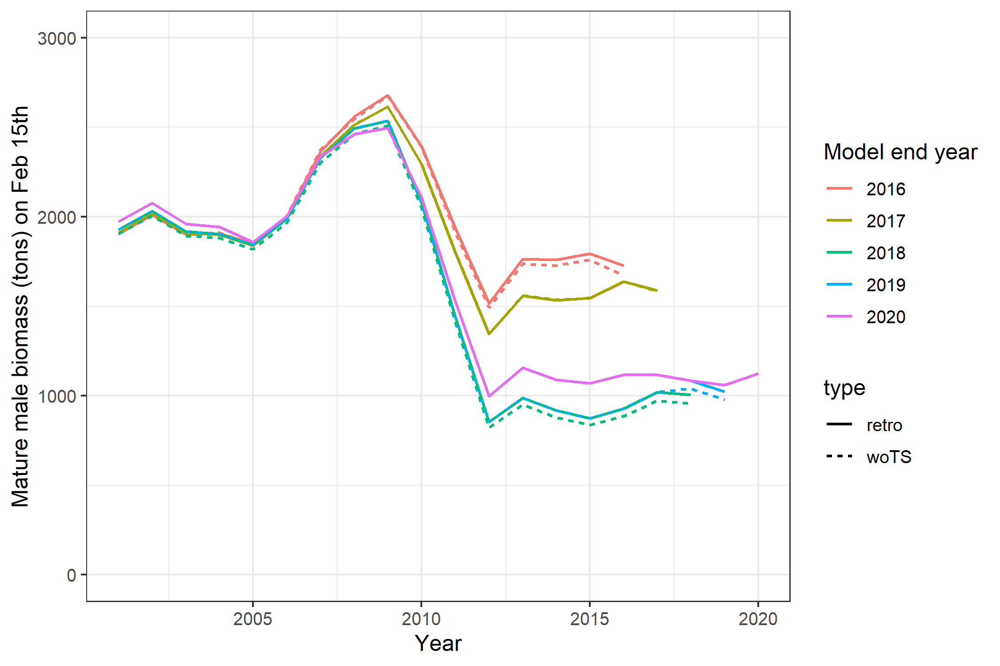 Mature male biomass (tons) on Feb 15th
3000
2000
1000
0
2005
2010
2015
2020
Year
Model end year
2016
2017
2018
2019
2020
type
retro
woTS